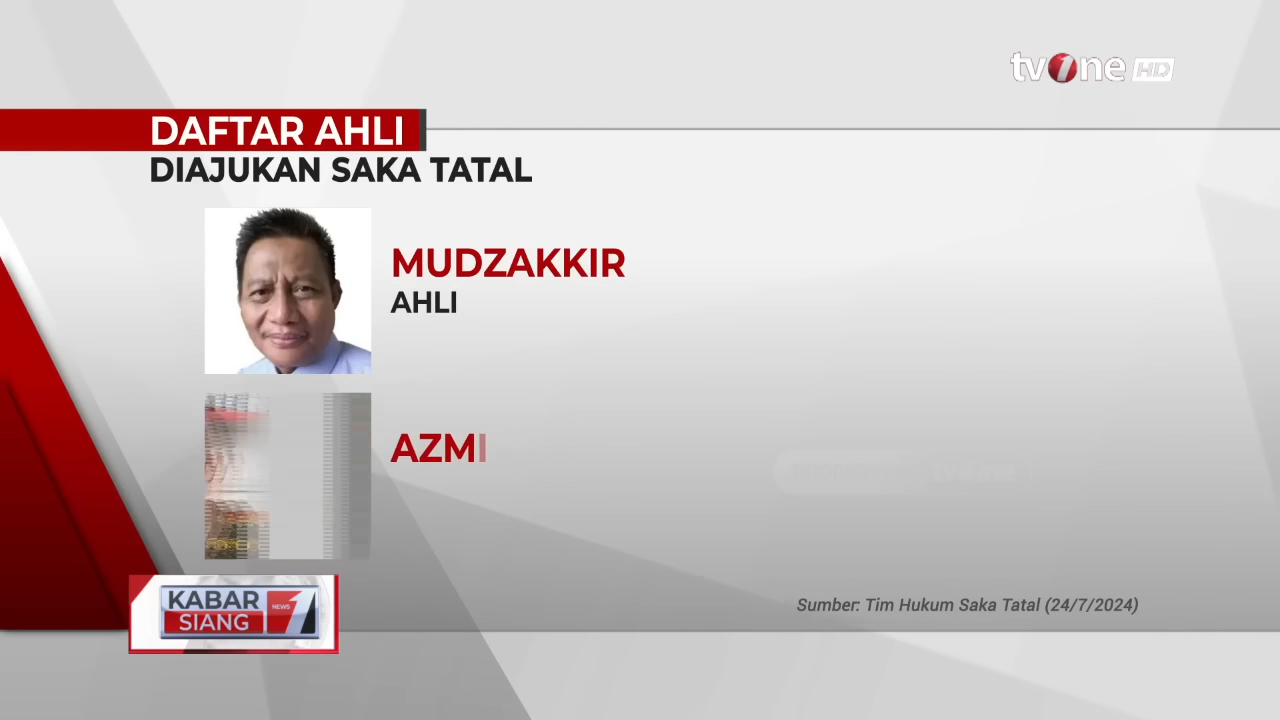 tvOne HD
DAFTAR AHLI
DIAJUKAN SAKA TATAL
MUDZAKKIR
AHLI
AZMI
KABAR
SIANG
NEWS 1
Sumber: Tim Hukum Saka Tatal (24/7/2024)